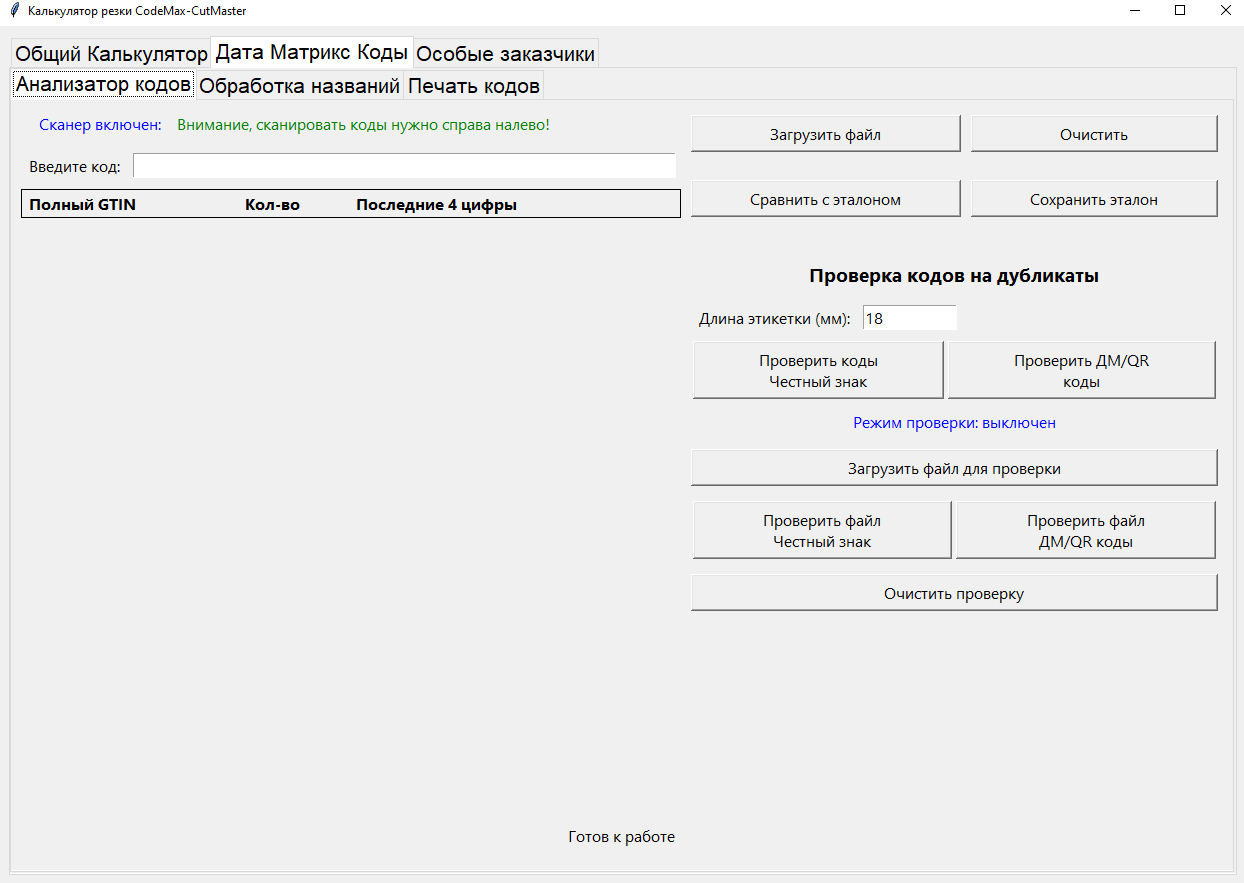 Калькулятор резки CodeMax-CutMaster
Общий Калькулятор Дата Матрикс Коды Особые заказчики
Анализатор кодов Обработка названий Печать кодов
Сканер включен: Внимание, сканировать коды нужно справа налево!
Загрузить файл Очистить
Введите код:
Полный GTIN Кол-во Последние 4 цифры
Сравнить с эталоном Сохранить эталон
Проверка кодов на дубликаты
Длина этикетки (мм): 18
Проверить коды
Честный знак
Проверить ДМ/QR
коды
Режим проверки: выключен
Загрузить файл для проверки
Проверить файл
Честный знак
Проверить файл
ДМ/QR коды
Очистить проверку
Готов к работе